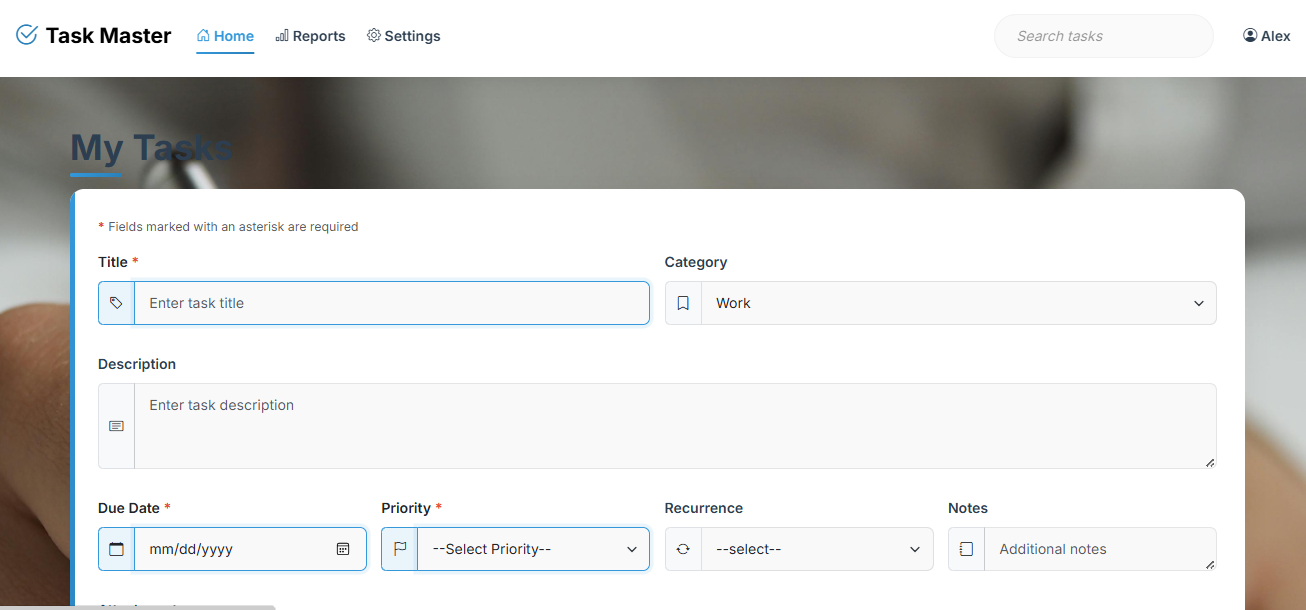 Task Master Home Reports Settings Search tasks Alex
My Tasks
* Fields marked with an asterisk are required
Title * Category
Enter task title Work
Description
Enter task description
Due Date * Priority * Recurrence Notes
mm/dd/yyyy --Select Priority-- --select-- Additional notes